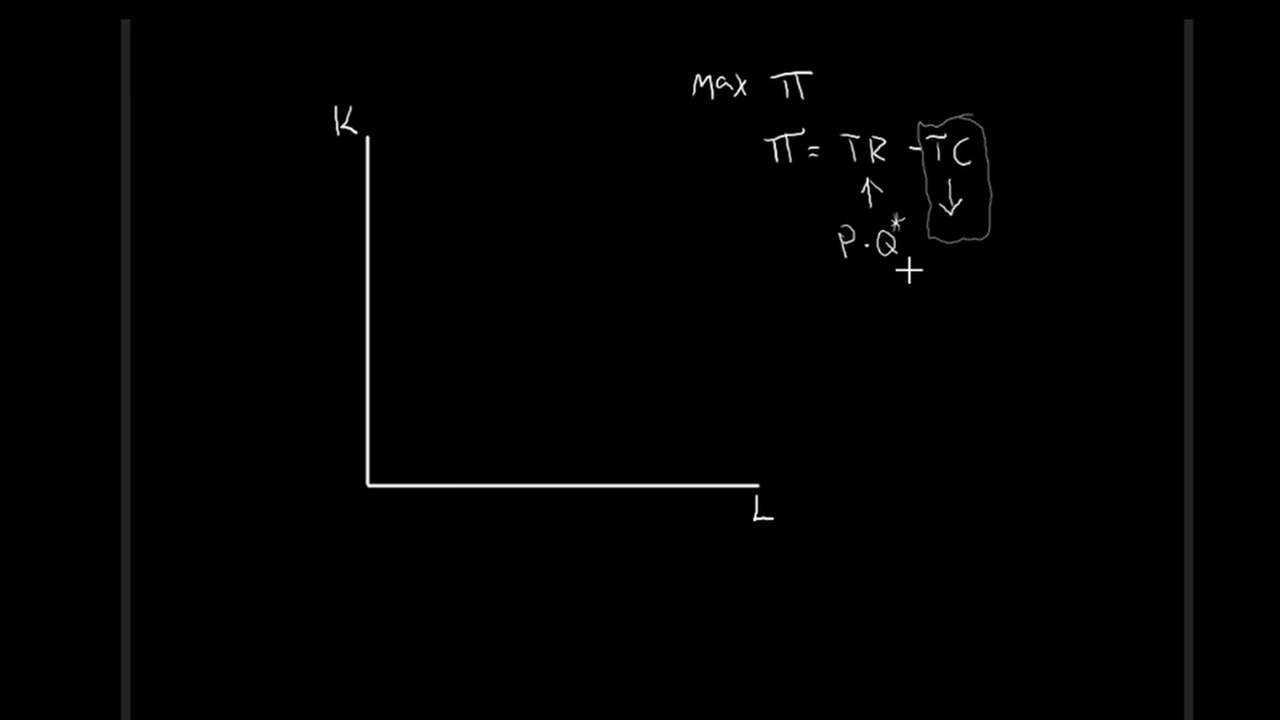 Max π
K
π = TR - TC
P · Q*
L